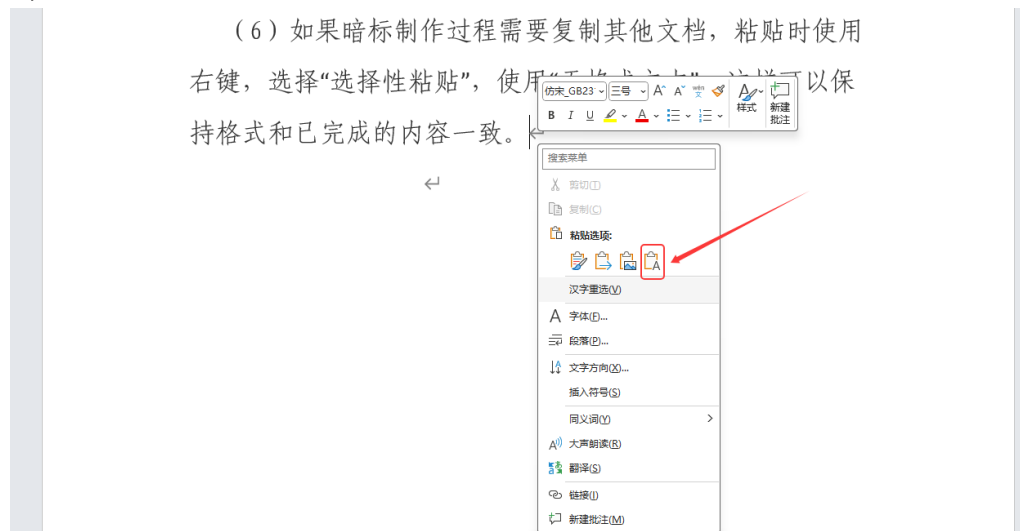 （6）如果暗标制作过程需要复制其他文档，粘贴时使用
右键，选择“选择性粘贴”，使用
以保
持格式和已完成的内容一致。
仿宋_GB23
三号
wén
文
样式
新建
批注
B I U A
搜索菜单
剪切(T)
复制(C)
粘贴选项:
汉字重选(V)
字体(F)...
段落(P)...
文字方向(X)...
插入符号(S)
同义词(Y)
大声朗读(R)
翻译(S)
链接(I)
新建批注(M)